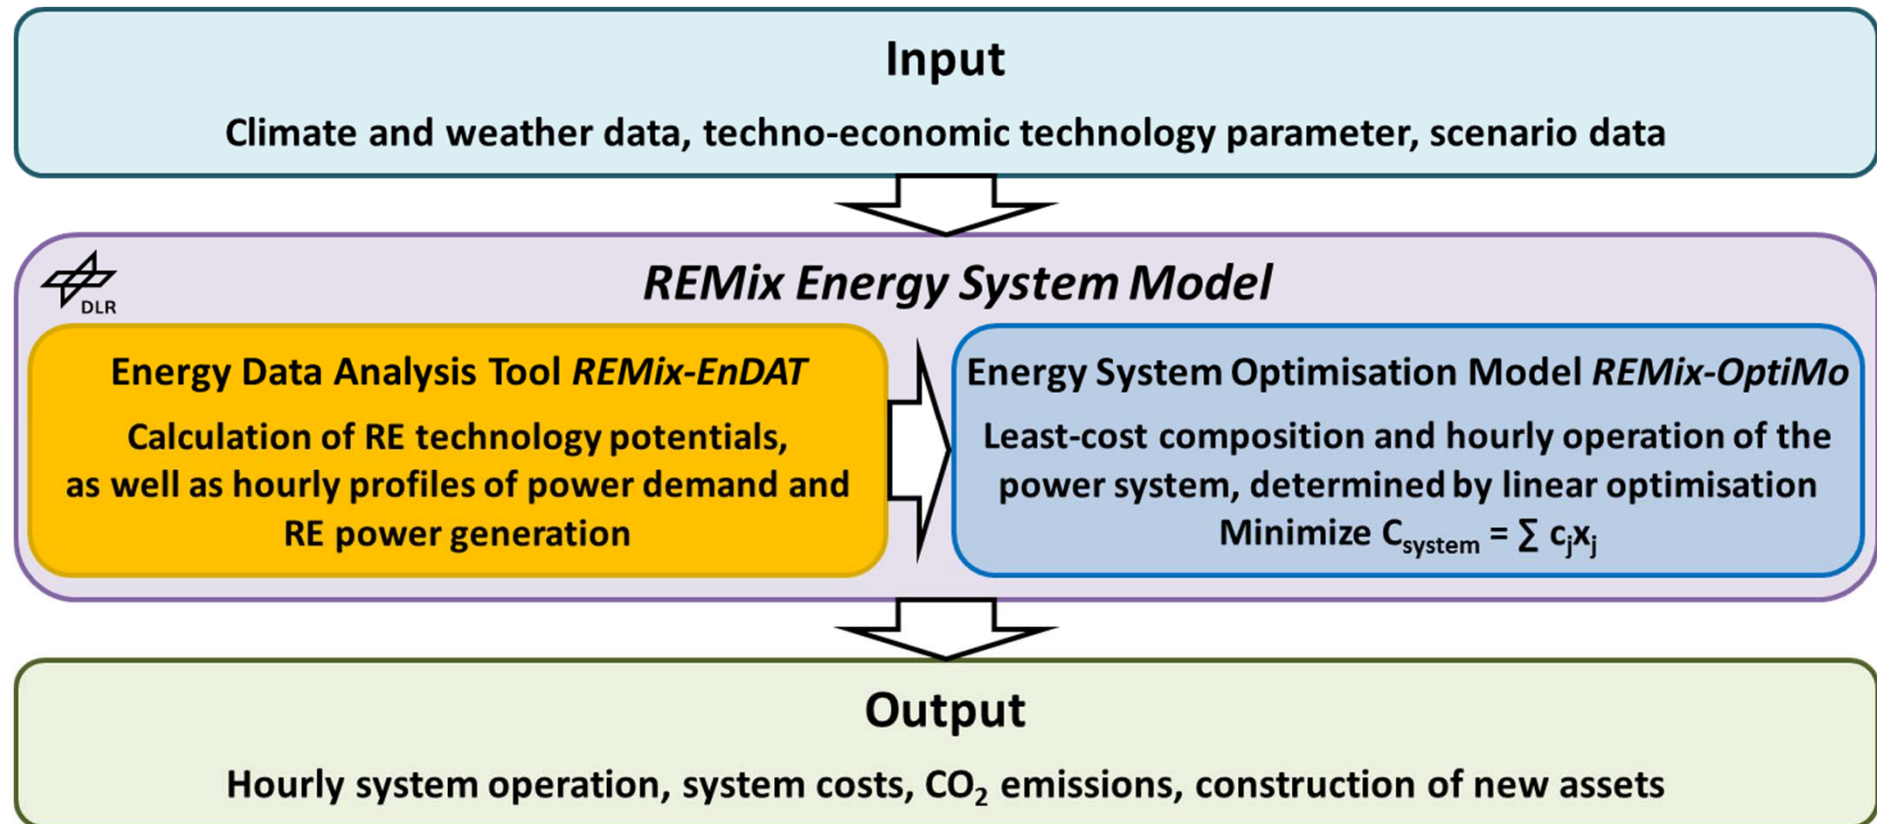 Input
Climate and weather data, techno-economic technology parameter, scenario data
DLR
REMix Energy System Model
Energy Data Analysis Tool REMix-EnDAT
Calculation of RE technology potentials,
as well as hourly profiles of power demand and
RE power generation
Energy System Optimisation Model REMix-OptiMo
Least-cost composition and hourly operation of the
power system, determined by linear optimisation
Minimize C_system = ∑ c_jx_j
Output
Hourly system operation, system costs, CO₂ emissions, construction of new assets